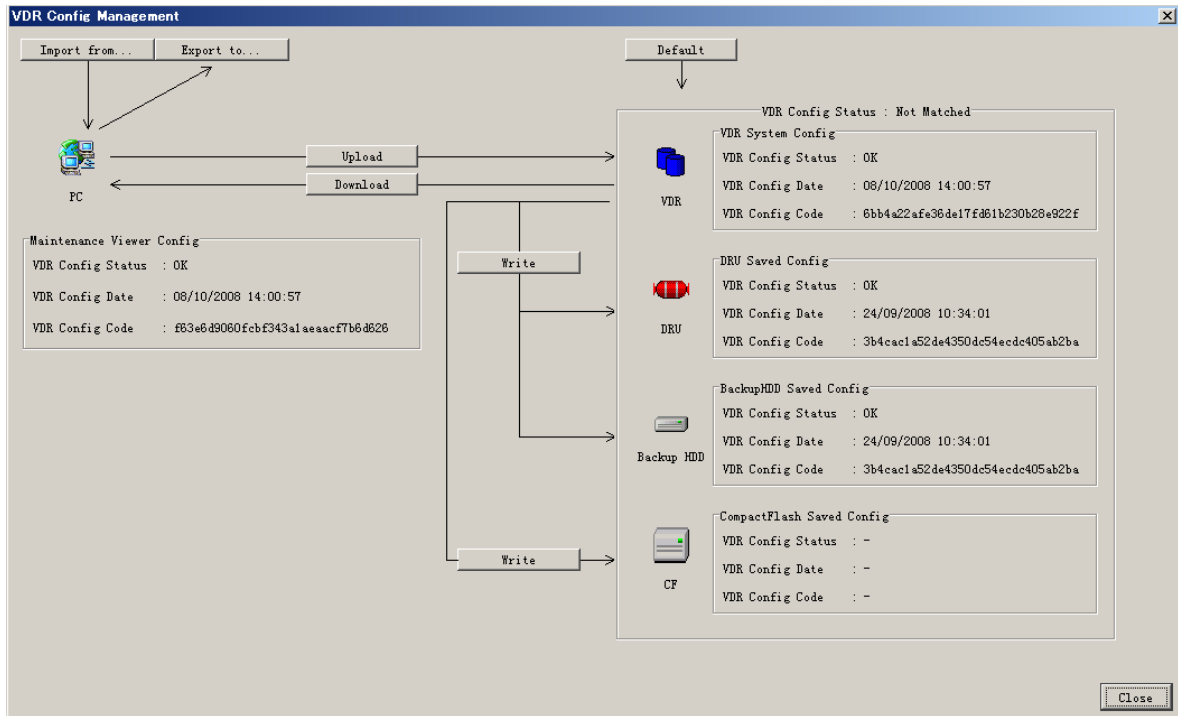 VDR Config Management
Import from...
Export to...
Default
VDR Config Status : Not Matched
PC
Upload
Download
Maintenance Viewer Config
VDR Config Status : OK
VDR Config Date : 08/10/2008 14:00:57
VDR Config Code : f63e6d9060fcbf343a1aeaacf7b6d626
Write
Write
VDR
VDR System Config
VDR Config Status : OK
VDR Config Date : 08/10/2008 14:00:57
VDR Config Code : 6bb4a22afe36de17fd61b230b28e922f
DRU
DRU Saved Config
VDR Config Status : OK
VDR Config Date : 24/09/2008 10:34:01
VDR Config Code : 3b4cac1a52de4350dc54ecdc405ab2ba
Backup HDD
BackupHDD Saved Config
VDR Config Status : OK
VDR Config Date : 24/09/2008 10:34:01
VDR Config Code : 3b4cac1a52de4350dc54ecdc405ab2ba
CF
CompactFlash Saved Config
VDR Config Status : -
VDR Config Date : -
VDR Config Code : -
Close